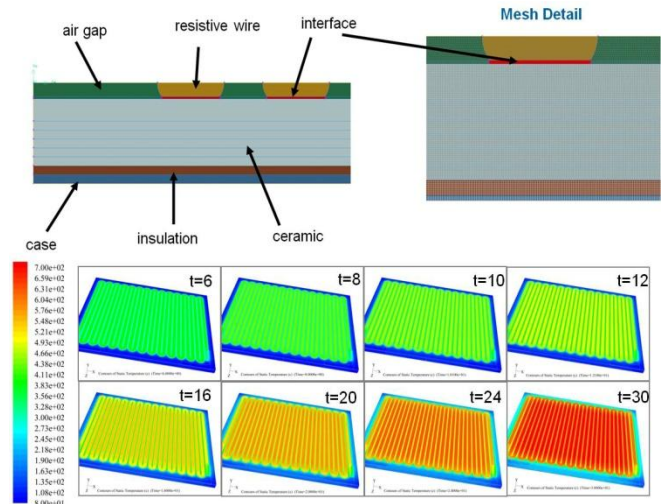 Mesh Detail
air gap
resistive wire
interface
case
insulation
ceramic
7.00e+02
6.59e+02
6.31e+02
6.04e+02
5.76e+02
5.48e+02
5.21e+02
4.93e+02
4.66e+02
4.38e+02
4.11e+02
3.83e+02
3.56e+02
3.28e+02
3.00e+02
2.73e+02
2.45e+02
2.18e+02
1.90e+02
1.63e+02
1.35e+02
1.08e+02
8.00e+01
t=6
t=8
t=10
t=12
t=16
t=20
t=24
t=30